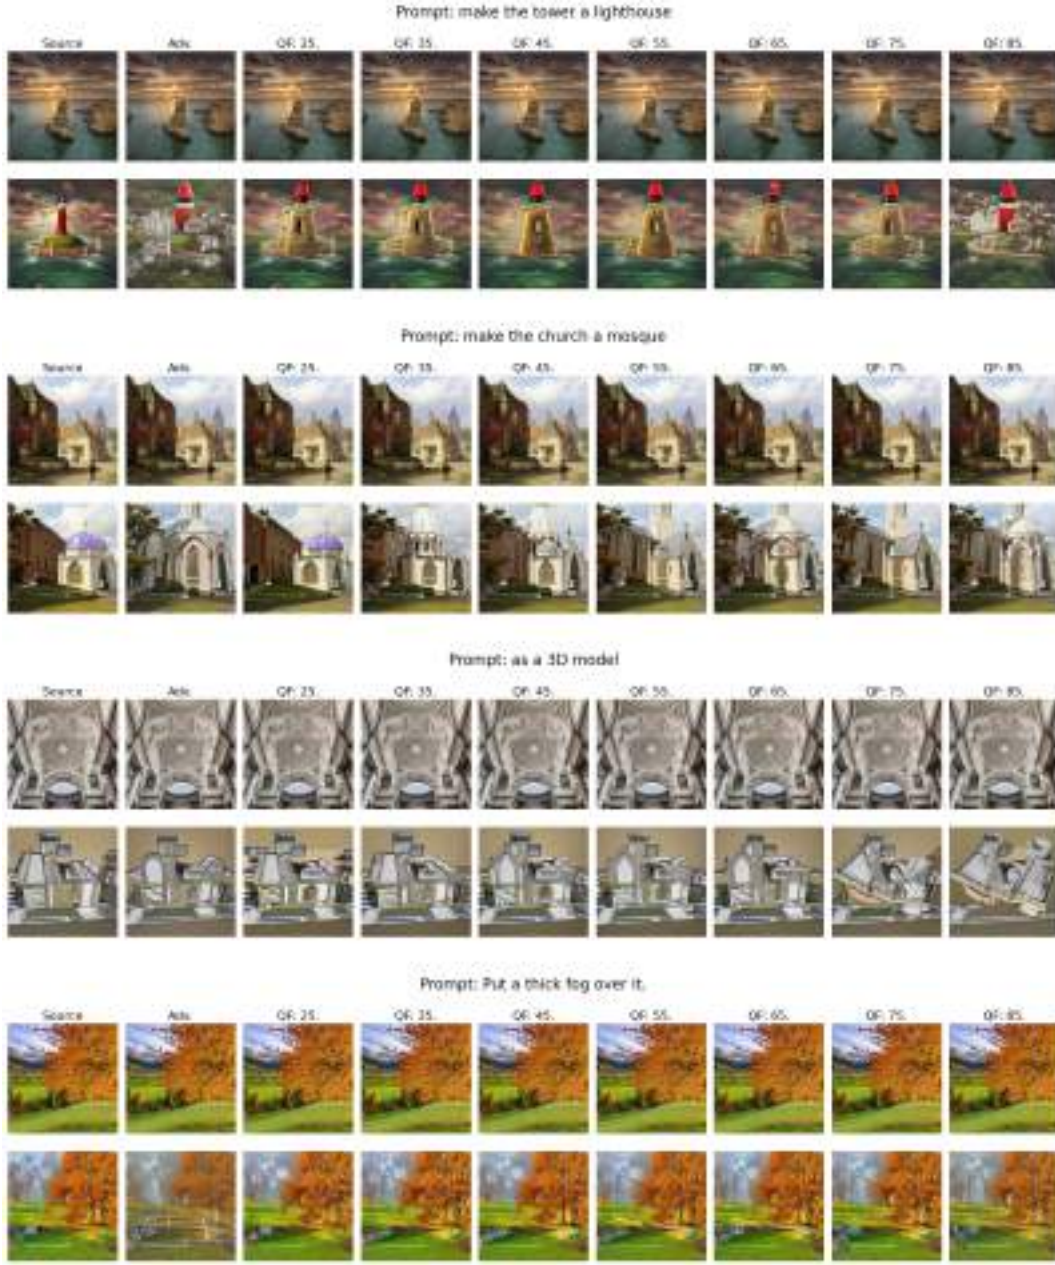 Prompt: make the tower a lighthouse
Source Adv. QF: 25. QF: 35. QF: 45. QF: 55. QF: 65. QF: 75. QF: 85.
Prompt: make the church a mosque
Source Adv. QF: 25. QF: 35. QF: 45. QF: 55. QF: 65. QF: 75. QF: 85.
Prompt: as a 3D model
Source Adv. QF: 25. QF: 35. QF: 45. QF: 55. QF: 65. QF: 75. QF: 85.
Prompt: Put a thick fog over it.
Source Adv. QF: 25. QF: 35. QF: 45. QF: 55. QF: 65. QF: 75. QF: 85.